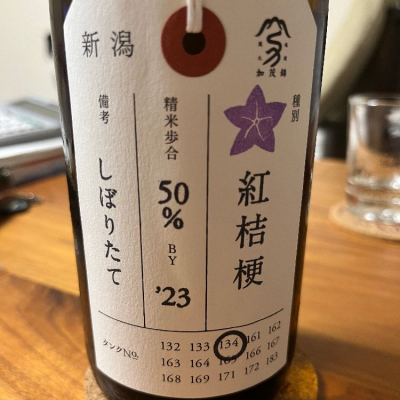 新潟
加茂錦
種別
紅桔梗
精米歩合
50%
BY
'23
備考
しぼりたて
タンクNo.
132 133 134 161 162
163 164 165 166 167
168 169 171 172 183